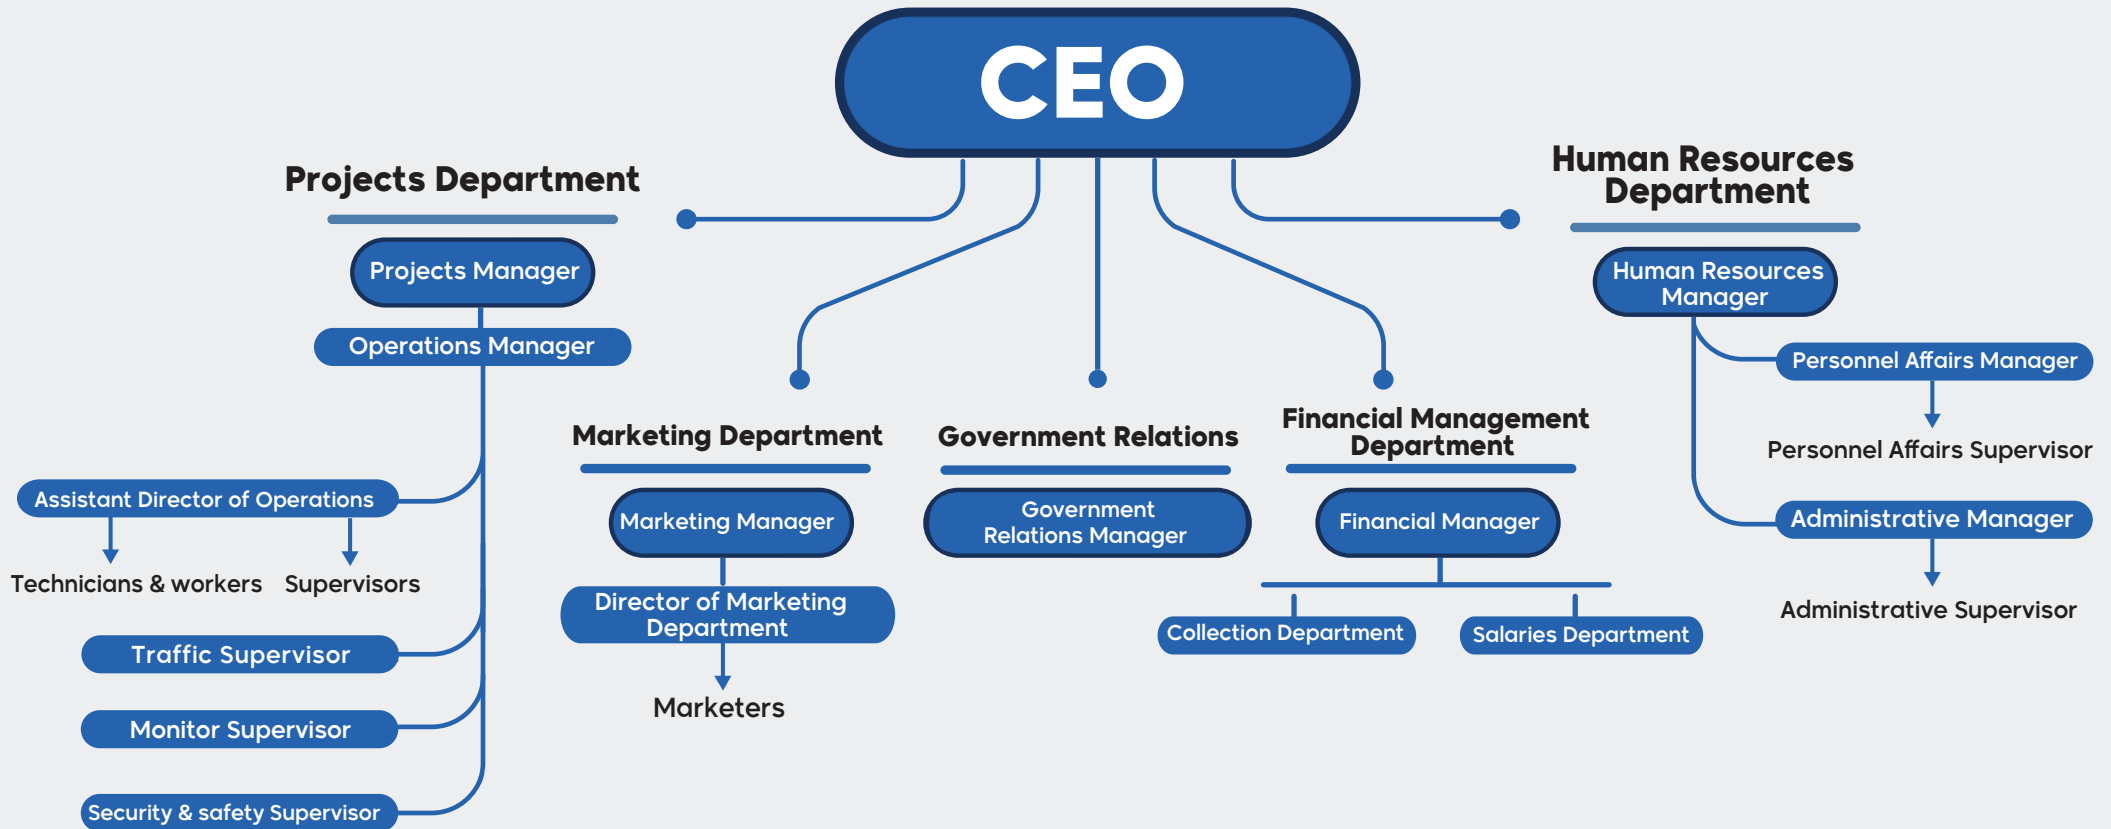 CEO
Projects Department
Projects Manager
Operations Manager
Assistant Director of Operations
Technicians & workers
Supervisors
Traffic Supervisor
Monitor Supervisor
Security & safety Supervisor
Marketing Department
Marketing Manager
Director of Marketing
Department
Marketers
Government Relations
Government
Relations Manager
Financial Management
Department
Financial Manager
Collection Department
Salaries Department
Human Resources
Department
Human Resources
Manager
Personnel Affairs Manager
Personnel Affairs Supervisor
Administrative Manager
Administrative Supervisor